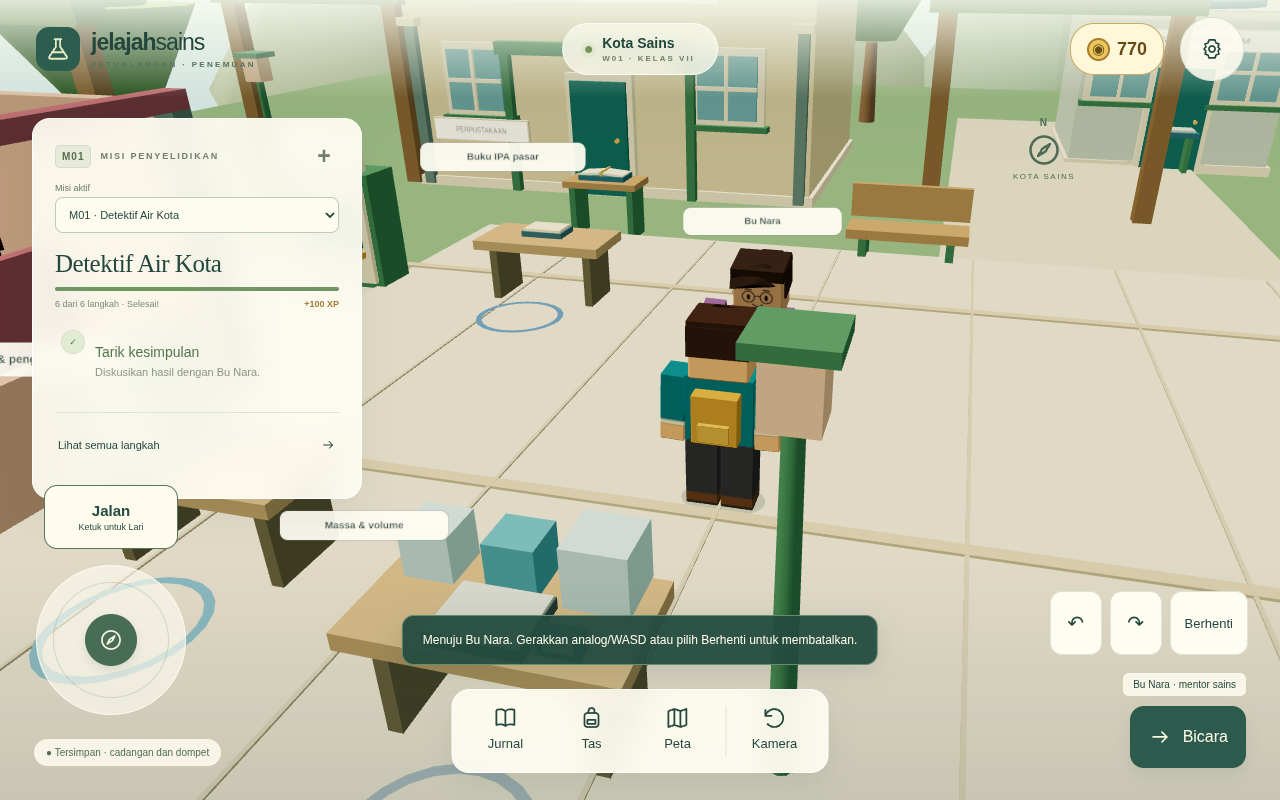 jelajahsains
PETUALANGAN · PENEMUAN
Kota Sains
W01 · KELAS VII
770
M01 MISI PENYELIDIKAN +
Misi aktif
M01 · Detektif Air Kota
Detektif Air Kota
6 dari 6 langkah · Selesai!
+100 XP
Tarik kesimpulan
Diskusikan hasil dengan Bu Nara.
Lihat semua langkah
PERPUSTAKAAN
Buku IPA pasar
Bu Nara
N
KOTA SAINS
Massa & volume
Jalan
Ketuk untuk Lari
Menuju Bu Nara. Gerakkan analog/WASD atau pilih Berhenti untuk membatalkan.
Berhenti
Bu Nara · mentor sains
Bicara
Jurnal
Tas
Peta
Kamera
Tersimpan · cadangan dan dompet